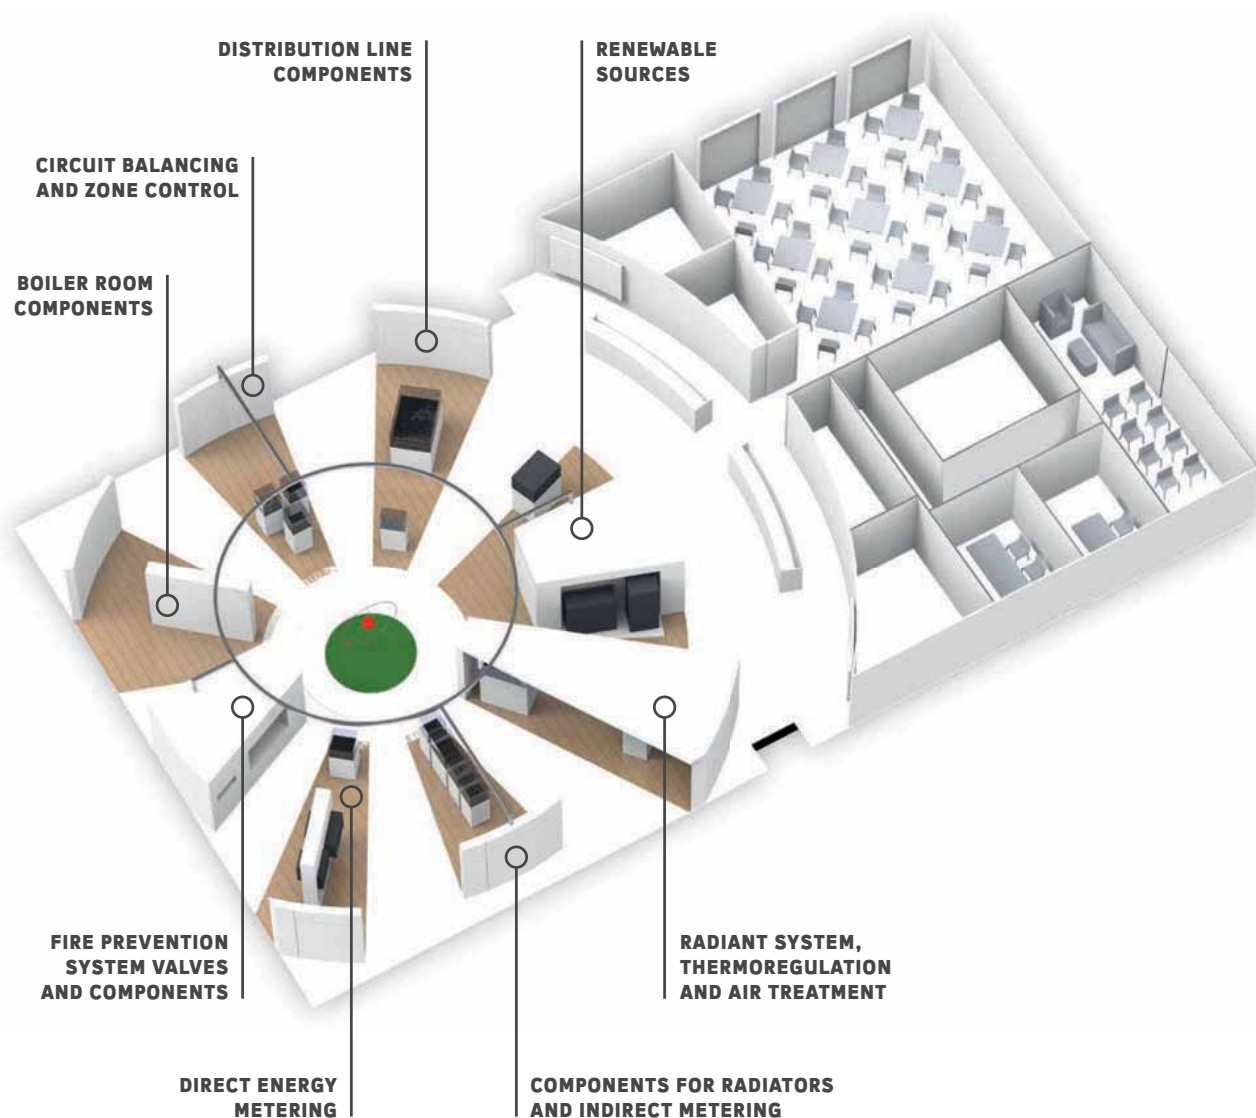 DISTRIBUTION LINE
COMPONENTS
RENEWABLE
SOURCES
CIRCUIT BALANCING
AND ZONE CONTROL
BOILER ROOM
COMPONENTS
FIRE PREVENTION
SYSTEM VALVES
AND COMPONENTS
RADIANT SYSTEM,
THERMOREGULATION
AND AIR TREATMENT
DIRECT ENERGY
METERING
COMPONENTS FOR RADIATORS
AND INDIRECT METERING